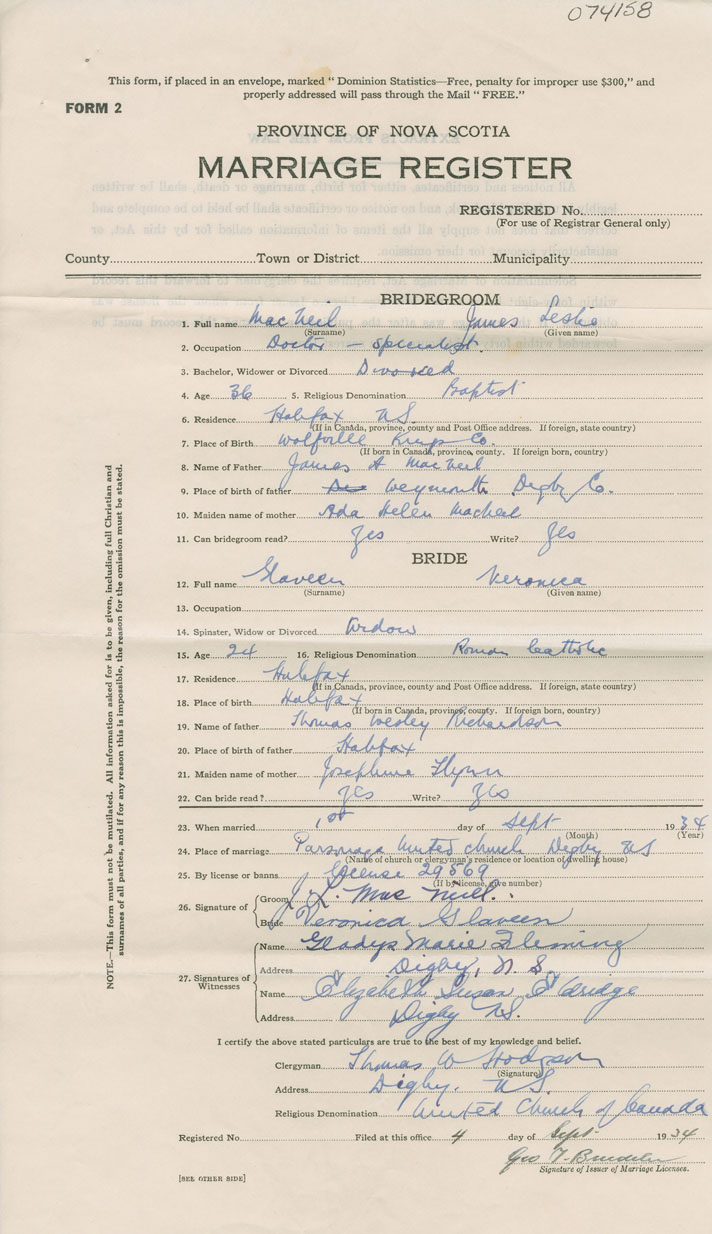 074158
This form, if placed in an envelope, marked "Dominion Statistics—Free, penalty for improper use $300," and
properly addressed will pass through the Mail "FREE."
FORM 2
PROVINCE OF NOVA SCOTIA
MARRIAGE REGISTER
REGISTERED No.
(For use of Registrar General only)
County Town or District Municipality
BRIDEGROOM
1. Full name MacNeil James Leslie
(Surname) (Given name)
2. Occupation Doctor - Specialist.
3. Bachelor, Widower or Divorced Divorced
4. Age 36 5. Religious Denomination Baptist
6. Residence Halifax N.S.
(If in Canada, province, county and Post Office address. If foreign, state country)
7. Place of Birth Wolfville Kings Co.
(If born in Canada, province, county. If foreign born, country)
8. Name of Father James A MacNeil
9. Place of birth of father Weymouth Digby Co.
10. Maiden name of mother Ada Helen
11. Can bridegroom read? Yes Write? Yes
BRIDE
12. Full name Slaveen Veronica
(Surname) (Given name)
13. Occupation
14. Spinster, Widow or Divorced Widow
15. Age 24 16. Religious Denomination Roman Catholic
17. Residence Halifax
(If in Canada, province, county and Post Office address. If foreign, state country)
18. Place of birth Halifax
(If born in Canada, province, county. If foreign born, country)
19. Name of father Thomas Wesley Richardson
20. Place of birth of father Halifax
21. Maiden name of mother Josephine Flynn
22. Can bride read? Yes Write? Yes
23. When married 1st day of Sept 1934
(Month) (Year)
24. Place of marriage Parsonage United Church Digby NS
(Name of church or clergyman's residence or location of dwelling house)
25. By license or banns License 29569
(If by license, give number)
26. Signature of
Groom J L. MacNeill.
Bride Veronica Slaveen
27. Signatures of Witnesses
Name Gladys Marie Fleming
Address Digby, N.S.
Name Elizabeth Susan Eldridge
Address Digby N.S.
I certify the above stated particulars are true to the best of my knowledge and belief.
Clergyman Thomas W Hodgson
(Signature)
Address Digby. N.S.
Religious Denomination United Church of Canada
Registered No. Filed at this office 4 day of Sept 1934
Geo T.
Signature of Issuer of Marriage Licenses.
[SEE OTHER SIDE]
NOTE.—This form must not be mutilated. All information asked for is to be given, including full Christian and
surnames of all parties, and if for any reason this is impossible, the reason for the omission must be stated.